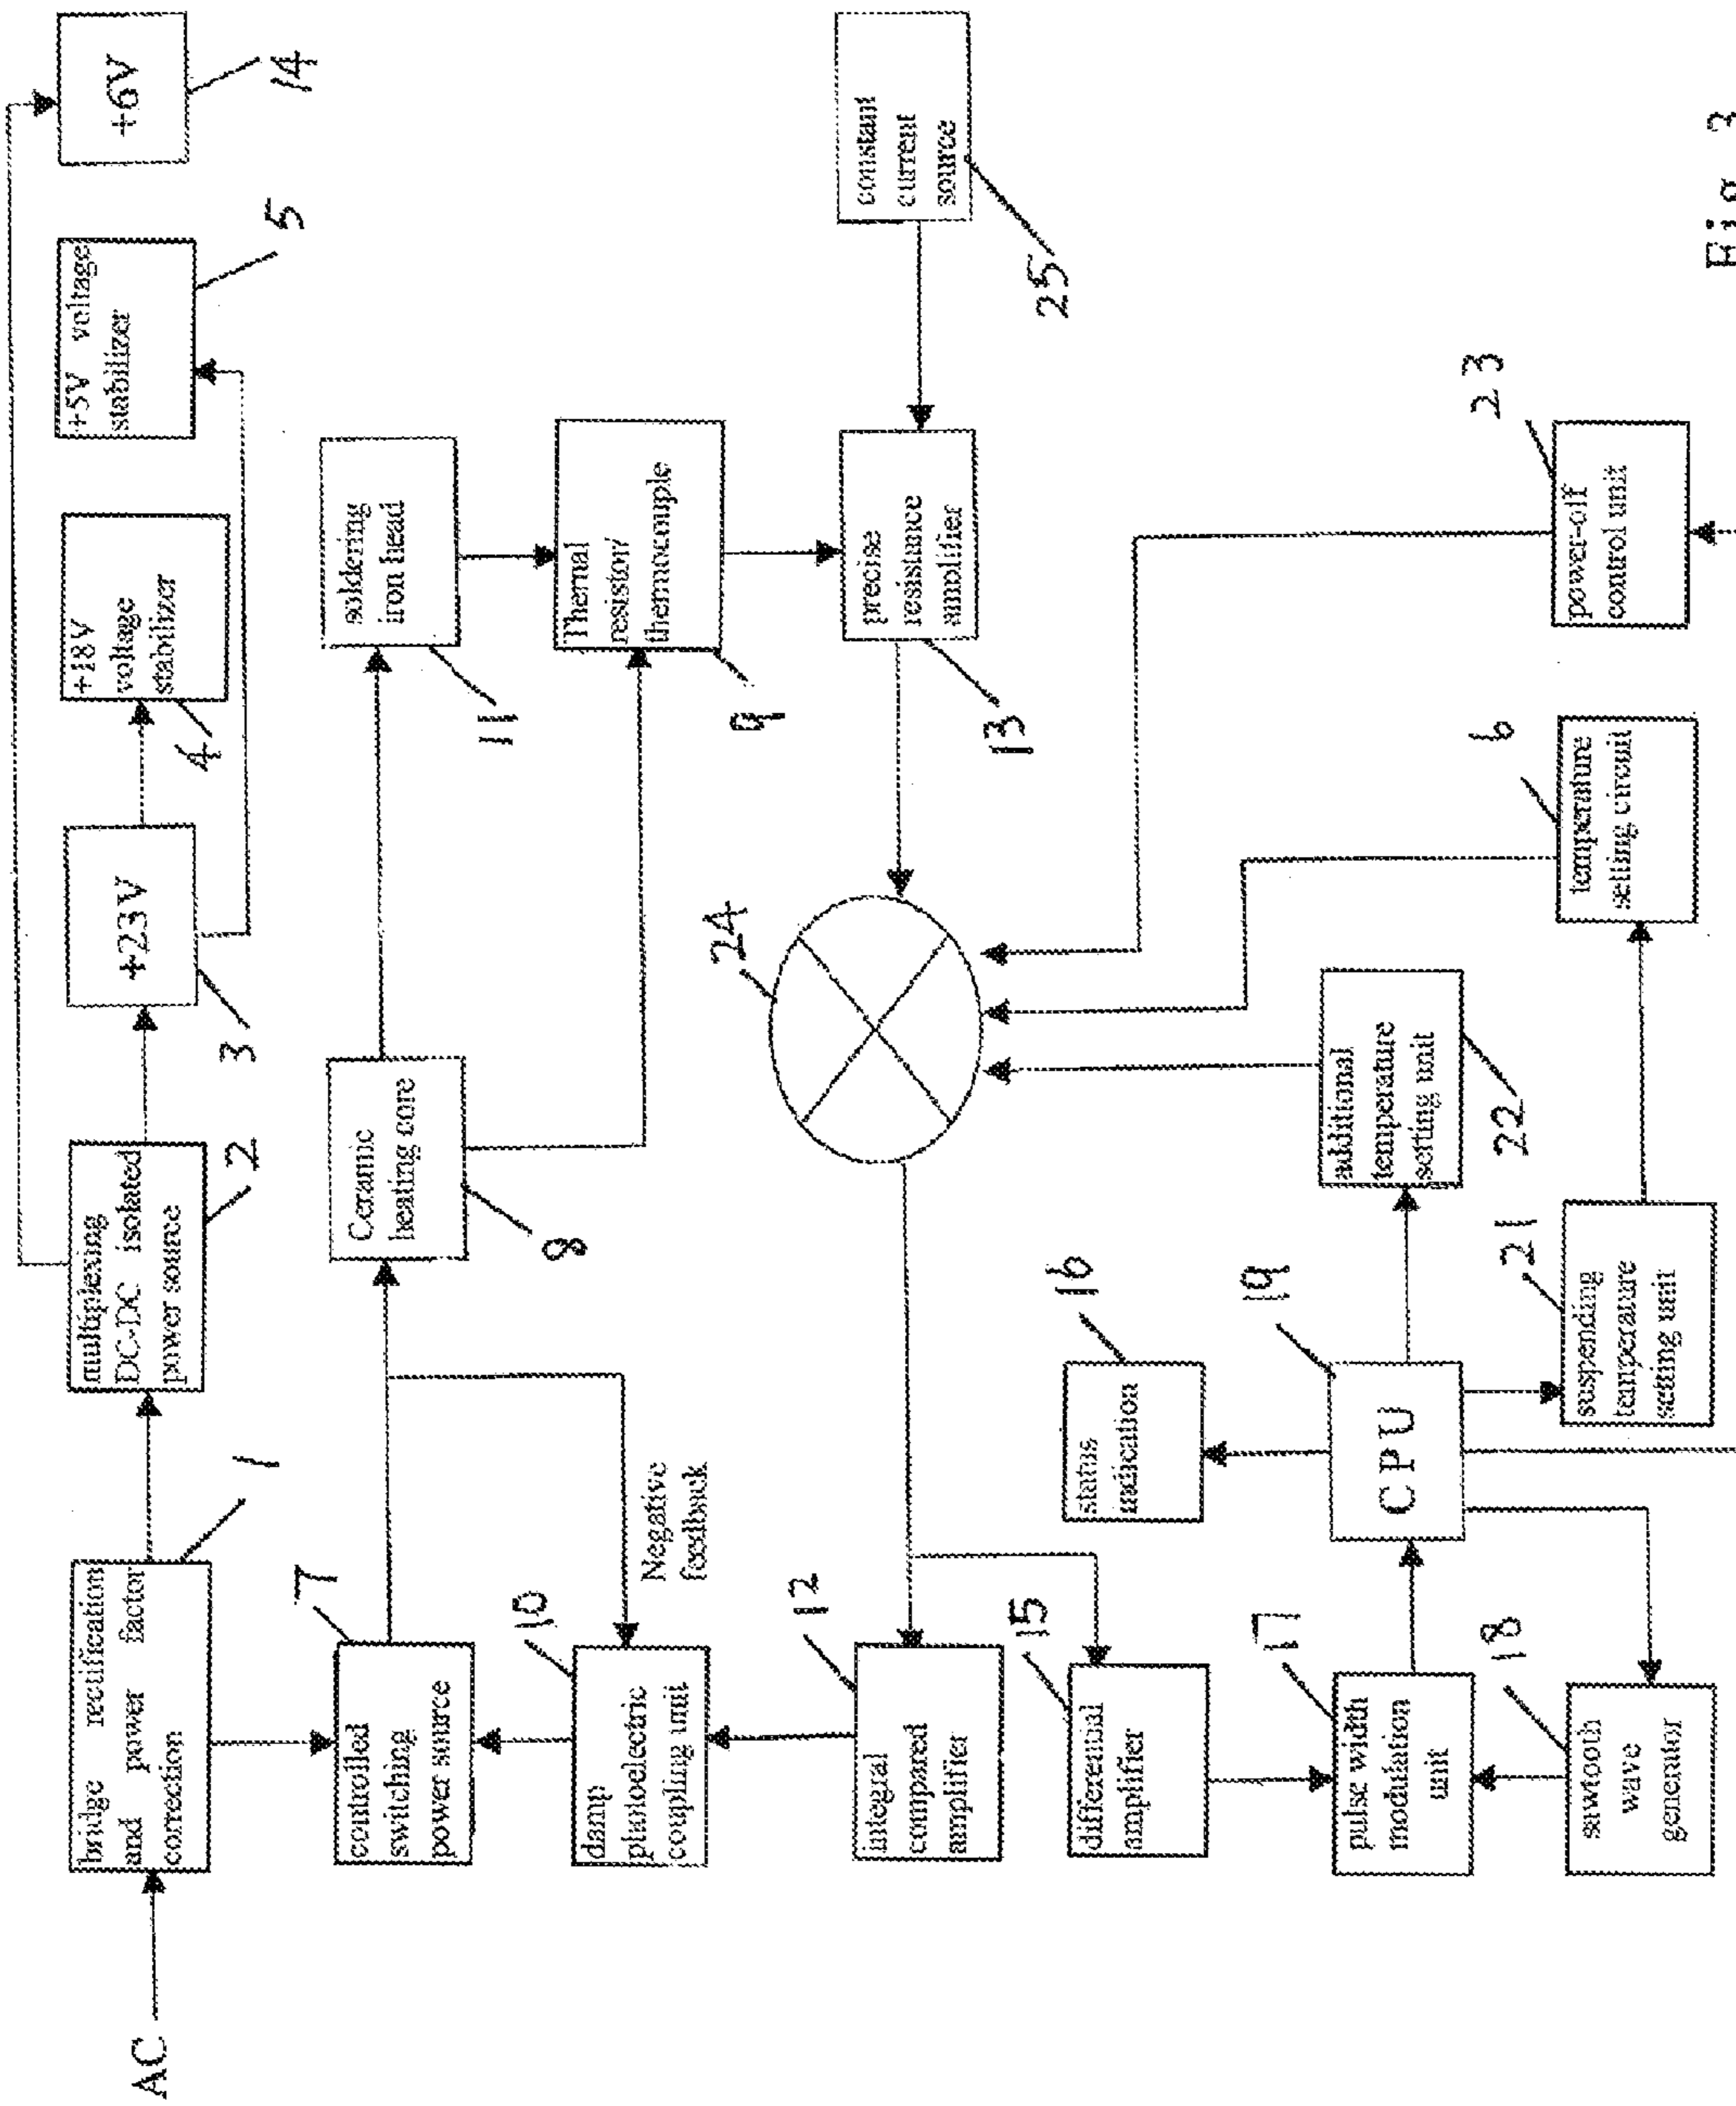 AC
bridge rectification
and power factor
correction
1
multiplexing
DC-DC isolated
power source
2
+23V
3
+18V
voltage
stabilizer
4
+5V voltage
stabilizer
5
+6V
14
controlled
switching
power source
7
Ceramic
heating core
8
soldering
iron head
11
damp
photoelectric
coupling unit
10
Negative
feedback
Thermal
resistor/
thermocouple
9
integral
compared
amplifier
12
24
precise
resistance
amplifier
13
constant
current
source
25
differential
amplifier
15
status
indication
16
pulse width
modulation
unit
17
CPU
19
additional
temperature
setting unit
22
sawtooth
wave
generator
18
suspending
temperature
setting unit
21
temperature
setting circuit
6
power-off
control unit
23
Fig. 3